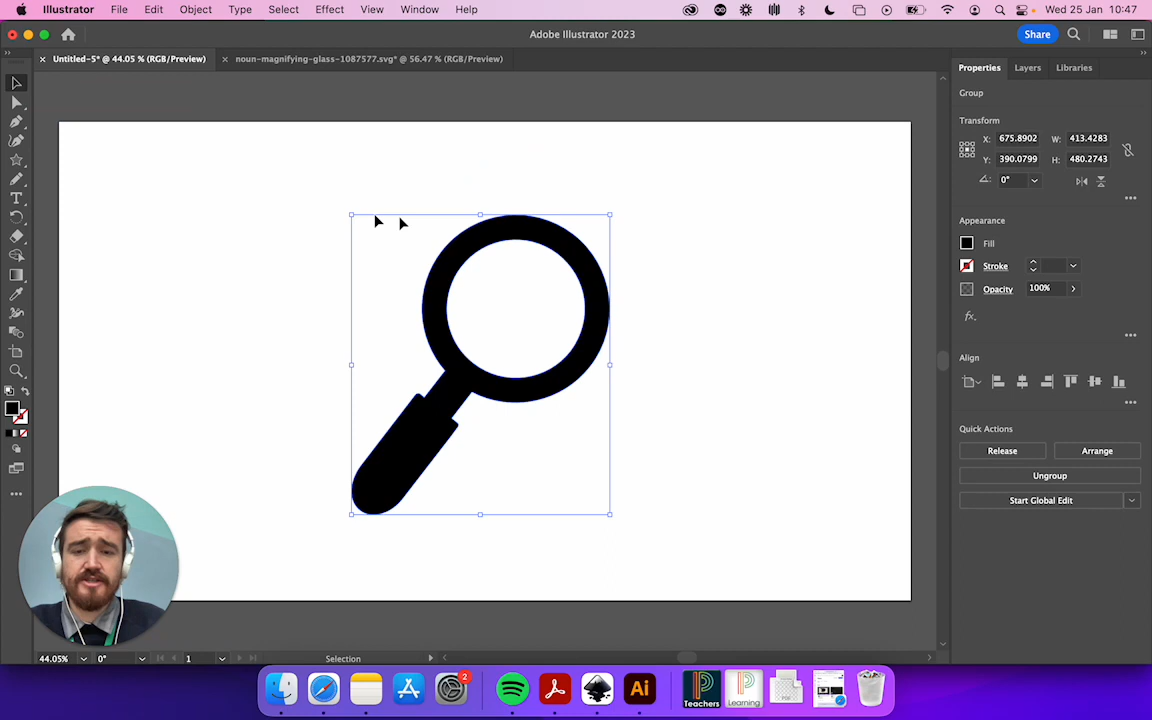 Illustrator File Edit Object Type Select Effect View Window Help Wed 25 Jan 10:47
Adobe Illustrator 2023 Share
× Untitled-5* @ 44.05 % (RGB/Preview) × noun-magnifying-glass-1087577.svg* @ 56.47 % (RGB/Preview)
Properties Layers Libraries
Group
Transform
X: 675.8902 W: 413.4283
Y: 390.0799 H: 480.2743
0°
Appearance
Fill
Stroke
Opacity 100%
fx.
Align
Quick Actions
Release Arrange
Ungroup
Start Global Edit
44.05% 0° 1 Selection
2
Ai
Teachers
Learning